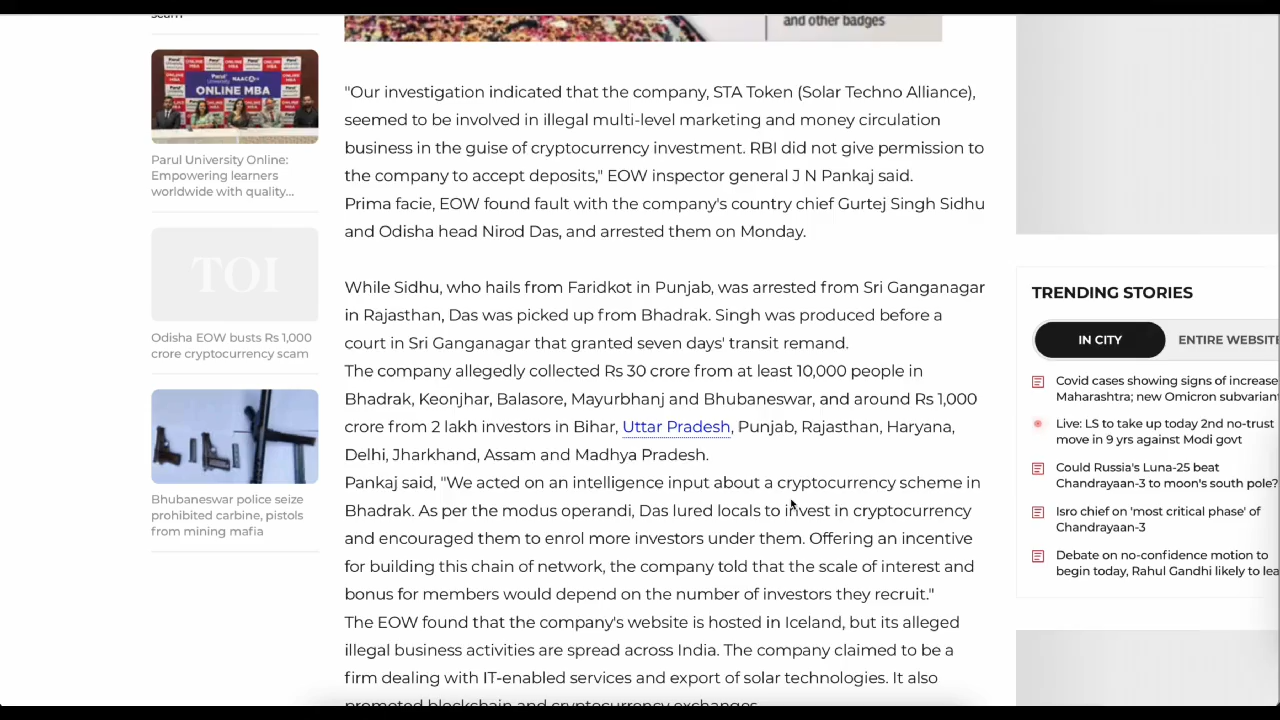 scam
Parul University Online:
Empowering learners
worldwide with quality...
TOI
Odisha EOW busts Rs 1,000
crore cryptocurrency scam
Bhubaneswar police seize
prohibited carbine, pistols
from mining mafia
and other badges
"Our investigation indicated that the company, STA Token (Solar Techno Alliance),
seemed to be involved in illegal multi-level marketing and money circulation
business in the guise of cryptocurrency investment. RBI did not give permission to
the company to accept deposits," EOW inspector general J N Pankaj said.
Prima facie, EOW found fault with the company's country chief Gurtej Singh Sidhu
and Odisha head Nirod Das, and arrested them on Monday.
While Sidhu, who hails from Faridkot in Punjab, was arrested from Sri Ganganagar
in Rajasthan, Das was picked up from Bhadrak. Singh was produced before a
court in Sri Ganganagar that granted seven days' transit remand.
The company allegedly collected Rs 30 crore from at least 10,000 people in
Bhadrak, Keonjhar, Balasore, Mayurbhanj and Bhubaneswar, and around Rs 1,000
crore from 2 lakh investors in Bihar, Uttar Pradesh, Punjab, Rajasthan, Haryana,
Delhi, Jharkhand, Assam and Madhya Pradesh.
Pankaj said, "We acted on an intelligence input about a cryptocurrency scheme in
Bhadrak. As per the modus operandi, Das lured locals to invest in cryptocurrency
and encouraged them to enrol more investors under them. Offering an incentive
for building this chain of network, the company told that the scale of interest and
bonus for members would depend on the number of investors they recruit."
The EOW found that the company's website is hosted in Iceland, but its alleged
illegal business activities are spread across India. The company claimed to be a
firm dealing with IT-enabled services and export of solar technologies. It also
promoted blockchain and cryptocurrency exchanges.
TRENDING STORIES
IN CITY
ENTIRE WEBSITE
Covid cases showing signs of increase
Maharashtra; new Omicron subvarian
Live: LS to take up today 2nd no-trust
move in 9 yrs against Modi govt
Could Russia's Luna-25 beat
Chandrayaan-3 to moon's south pole?
Isro chief on 'most critical phase' of
Chandrayaan-3
Debate on no-confidence motion to
begin today, Rahul Gandhi likely to lea
ONLINE MBA